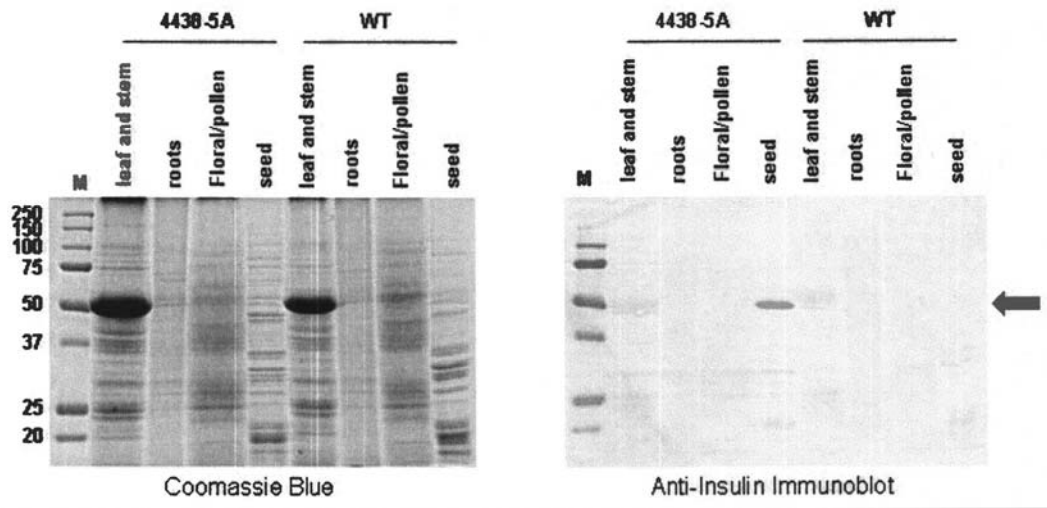 4438-5A WT
leaf and stem
roots
Floral/pollen
seed
leaf and stem
roots
Floral/pollen
seed
M
250
150
100
75
50
37
25
20
Coomassie Blue
4438-5A WT
leaf and stem
roots
Floral/pollen
seed
leaf and stem
roots
Floral/pollen
seed
M
Anti-Insulin Immunoblot